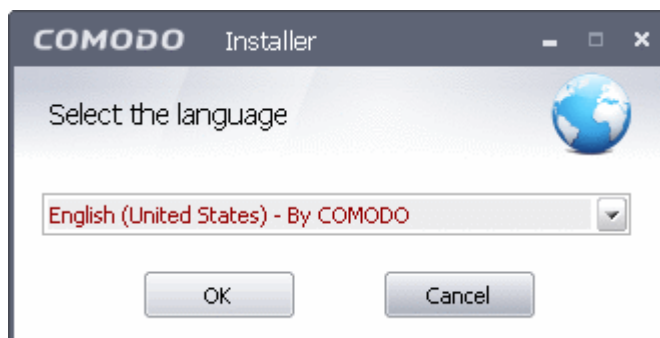 COMODO Installer
Select the language
English (United States) - By COMODO
OK Cancel